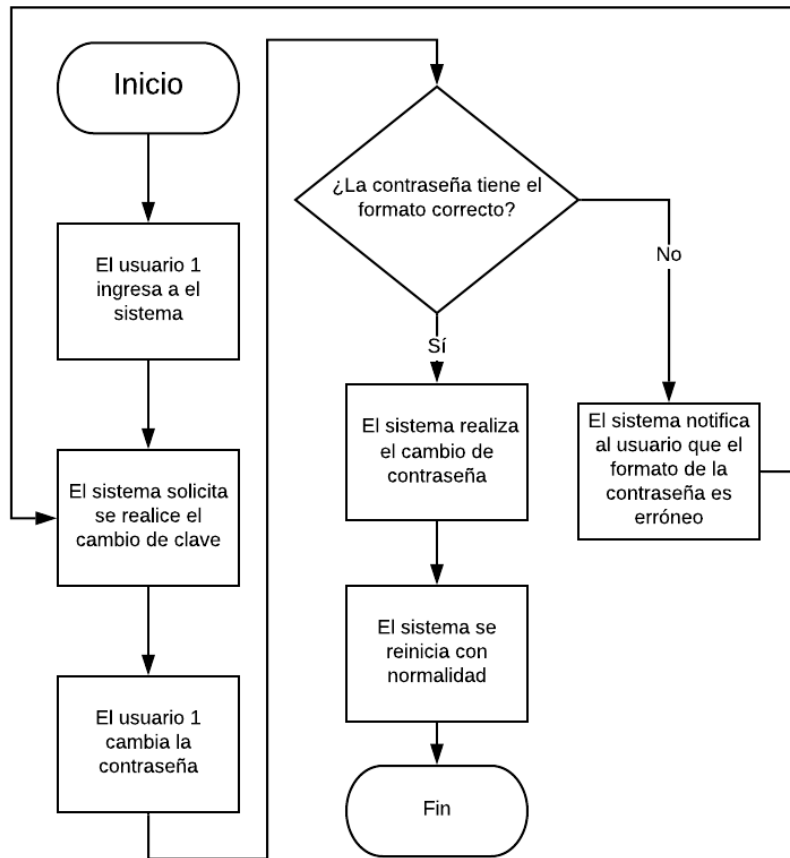 Inicio
El usuario 1
ingresa a el
sistema
El sistema solicita
se realice el
cambio de clave
El usuario 1
cambia la
contraseña
¿La contraseña tiene el
formato correcto?
No
Sí
El sistema realiza
el cambio de
contraseña
El sistema notifica
al usuario que el
formato de la
contraseña es
erróneo
El sistema se
reinicia con
normalidad
Fin